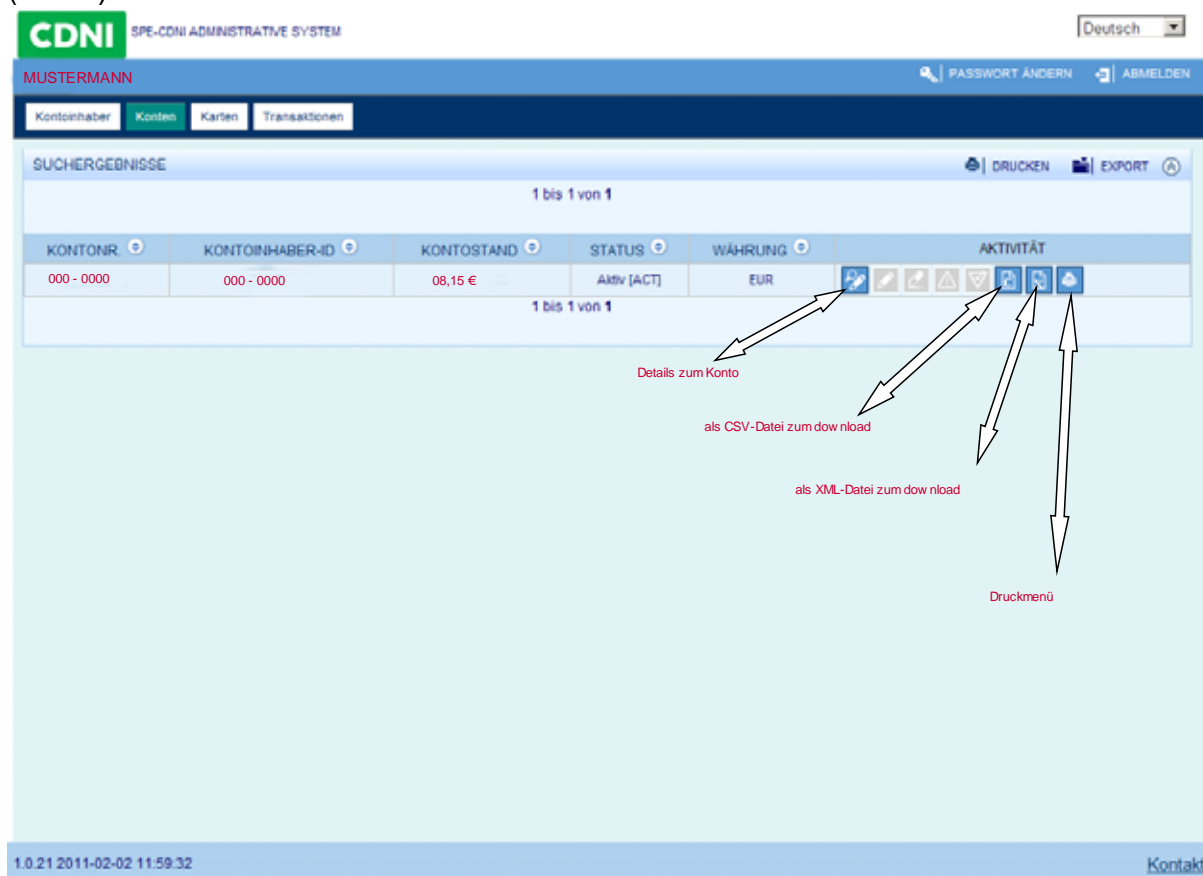 CDNI SPE-CDNI ADMINISTRATIVE SYSTEM Deutsch
MUSTERMANN PASSWORT ÄNDERN ABMELDEN
Kontoinhaber Konten Karten Transaktionen
SUCHERGEBNISSE DRUCKEN EXPORT
1 bis 1 von 1
KONTONR. KONTOINHABER-ID KONTOSTAND STATUS WÄHRUNG AKTIVITÄT
000 - 0000 000 - 0000 08,15 € Aktiv [ACT] EUR
1 bis 1 von 1
Details zum Konto
als CSV-Datei zum download
als XML-Datei zum download
Druckmenü
1.0.21 2011-02-02 11:59:32 Kontakt